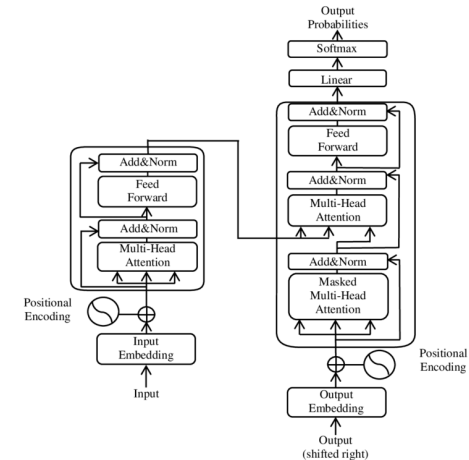 Output
Probabilities
Softmax
Linear
Add&Norm
Feed
Forward
Add&Norm
Multi-Head
Attention
Add&Norm
Masked
Multi-Head
Attention
Positional
Encoding
Output
Embedding
Output
(shifted right)
Add&Norm
Feed
Forward
Add&Norm
Multi-Head
Attention
Positional
Encoding
Input
Embedding
Input